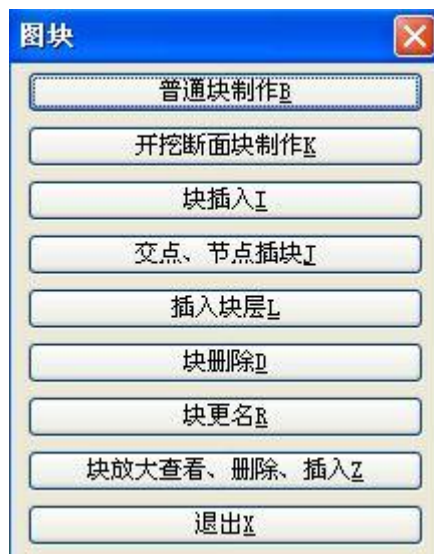 图块
普通块制作B
开挖断面块制作K
块插入I
交点、节点插块J
插入块层L
块删除D
块更名R
块放大查看、删除、插入Z
退出X